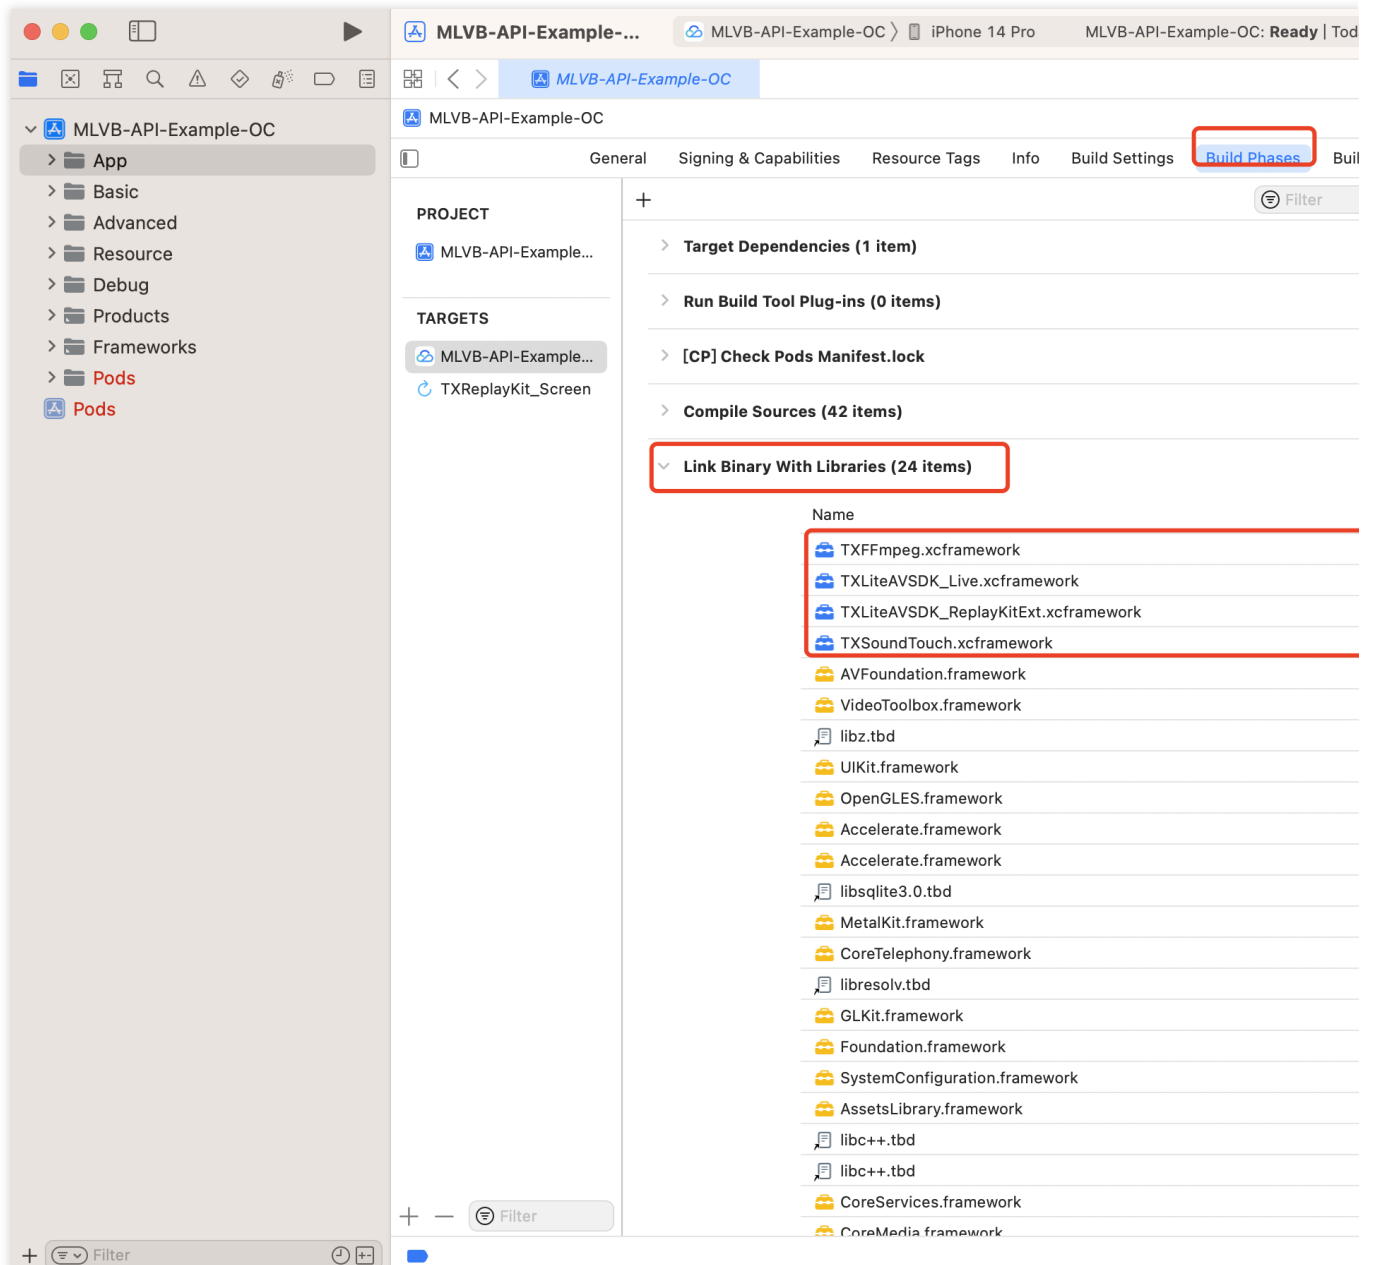 MLVB-API-Example-...
MLVB-API-Example-OC
iPhone 14 Pro
MLVB-API-Example-OC: Ready | Tod
MLVB-API-Example-OC
MLVB-API-Example-OC
App
Basic
Advanced
Resource
Debug
Products
Frameworks
Pods
Pods
Filter
MLVB-API-Example-OC
General
Signing & Capabilities
Resource Tags
Info
Build Settings
Build Phases
Buil
PROJECT
MLVB-API-Example...
TARGETS
MLVB-API-Example...
TXReplayKit_Screen
Filter
Filter
Target Dependencies (1 item)
Run Build Tool Plug-ins (0 items)
[CP] Check Pods Manifest.lock
Compile Sources (42 items)
Link Binary With Libraries (24 items)
Name
TXFFmpeg.xcframework
TXLiteAVSDK_Live.xcframework
TXLiteAVSDK_ReplayKitExt.xcframework
TXSoundTouch.xcframework
AVFoundation.framework
VideoToolbox.framework
libz.tbd
UIKit.framework
OpenGLES.framework
Accelerate.framework
Accelerate.framework
libsqlite3.0.tbd
MetalKit.framework
CoreTelephony.framework
libresolv.tbd
GLKit.framework
Foundation.framework
SystemConfiguration.framework
AssetsLibrary.framework
libc++.tbd
libc++.tbd
CoreServices.framework
CoreMedia.framework